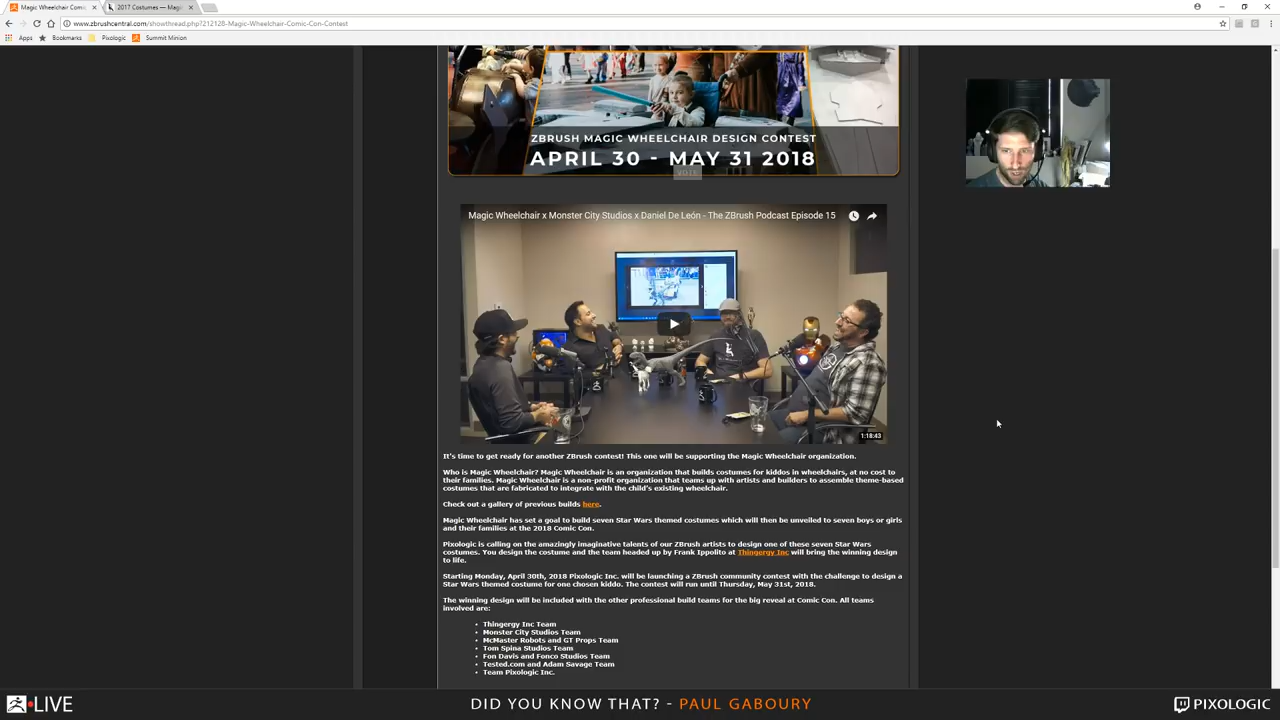 Magic Wheelchair Comic
2017 Costumes — Magic
www.zbrushcentral.com/showthread.php?212128-Magic-Wheelchair-Comic-Con-Contest
Apps Bookmarks Pixologic Summit Minion
ZBRUSH MAGIC WHEELCHAIR DESIGN CONTEST
APRIL 30 - MAY 31 2018
VOTE
Magic Wheelchair x Monster City Studios x Daniel De León - The ZBrush Podcast Episode 15
1:18:43
It's time to get ready for another ZBrush contest! This one will be supporting the Magic Wheelchair organization.
Who is Magic Wheelchair? Magic Wheelchair is an organization that builds costumes for kiddos in wheelchairs, at no cost to
their families. Magic Wheelchair is a non-profit organization that teams up with artists and builders to assemble theme-based
costumes that are fabricated to integrate with the child's existing wheelchair.
Check out a gallery of previous builds here.
Magic Wheelchair has set a goal to build seven Star Wars themed costumes which will then be unveiled to seven boys or girls
and their families at the 2018 Comic Con.
Pixologic is calling on the amazingly imaginative talents of our ZBrush artists to design one of these seven Star Wars
costumes. You design the costume and the team headed up by Frank Ippolito at Thingergy Inc will bring the winning design
to life.
Starting Monday, April 30th, 2018 Pixologic Inc. will be launching a ZBrush community contest with the challenge to design a
Star Wars themed costume for one chosen kiddo. The contest will run until Thursday, May 31st, 2018.
The winning design will be included with the other professional build teams for the big reveal at Comic Con. All teams
involved are:
• Thingergy Inc Team
• Monster City Studios Team
• McMaster Robots and GT Props Team
• Tom Spina Studios Team
• Fon Davis and Fonco Studios Team
• Tested.com and Adam Savage Team
• Team Pixologic Inc.
LIVE
DID YOU KNOW THAT? - PAUL GABOURY
PIXOLOGIC